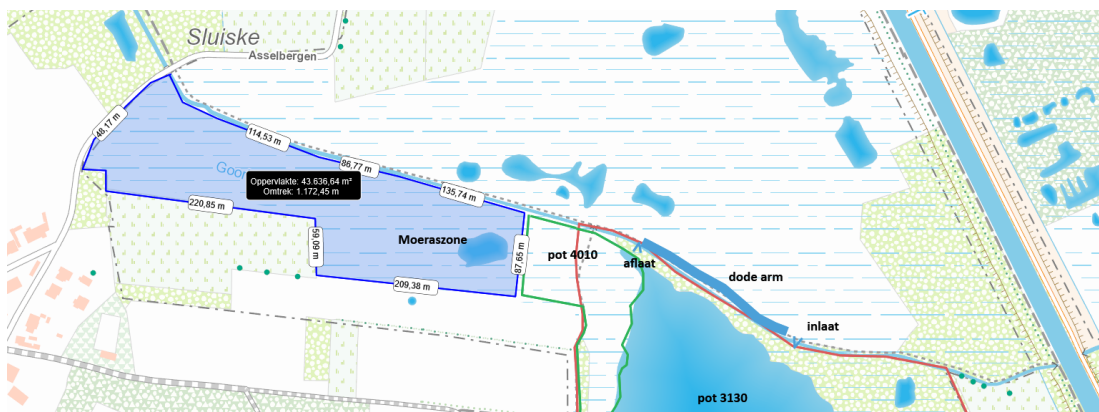 Sluiske
Asselbergen
48,17 m
114,53 m
86,77 m
Goor
Oppervlakte: 43.636,64 m²
Omtrek: 1.172,45 m
135,74 m
220,85 m
59,09 m
Moeraszone
87,65 m
209,38 m
pot 4010
aflaat
dode arm
inlaat
pot 3130